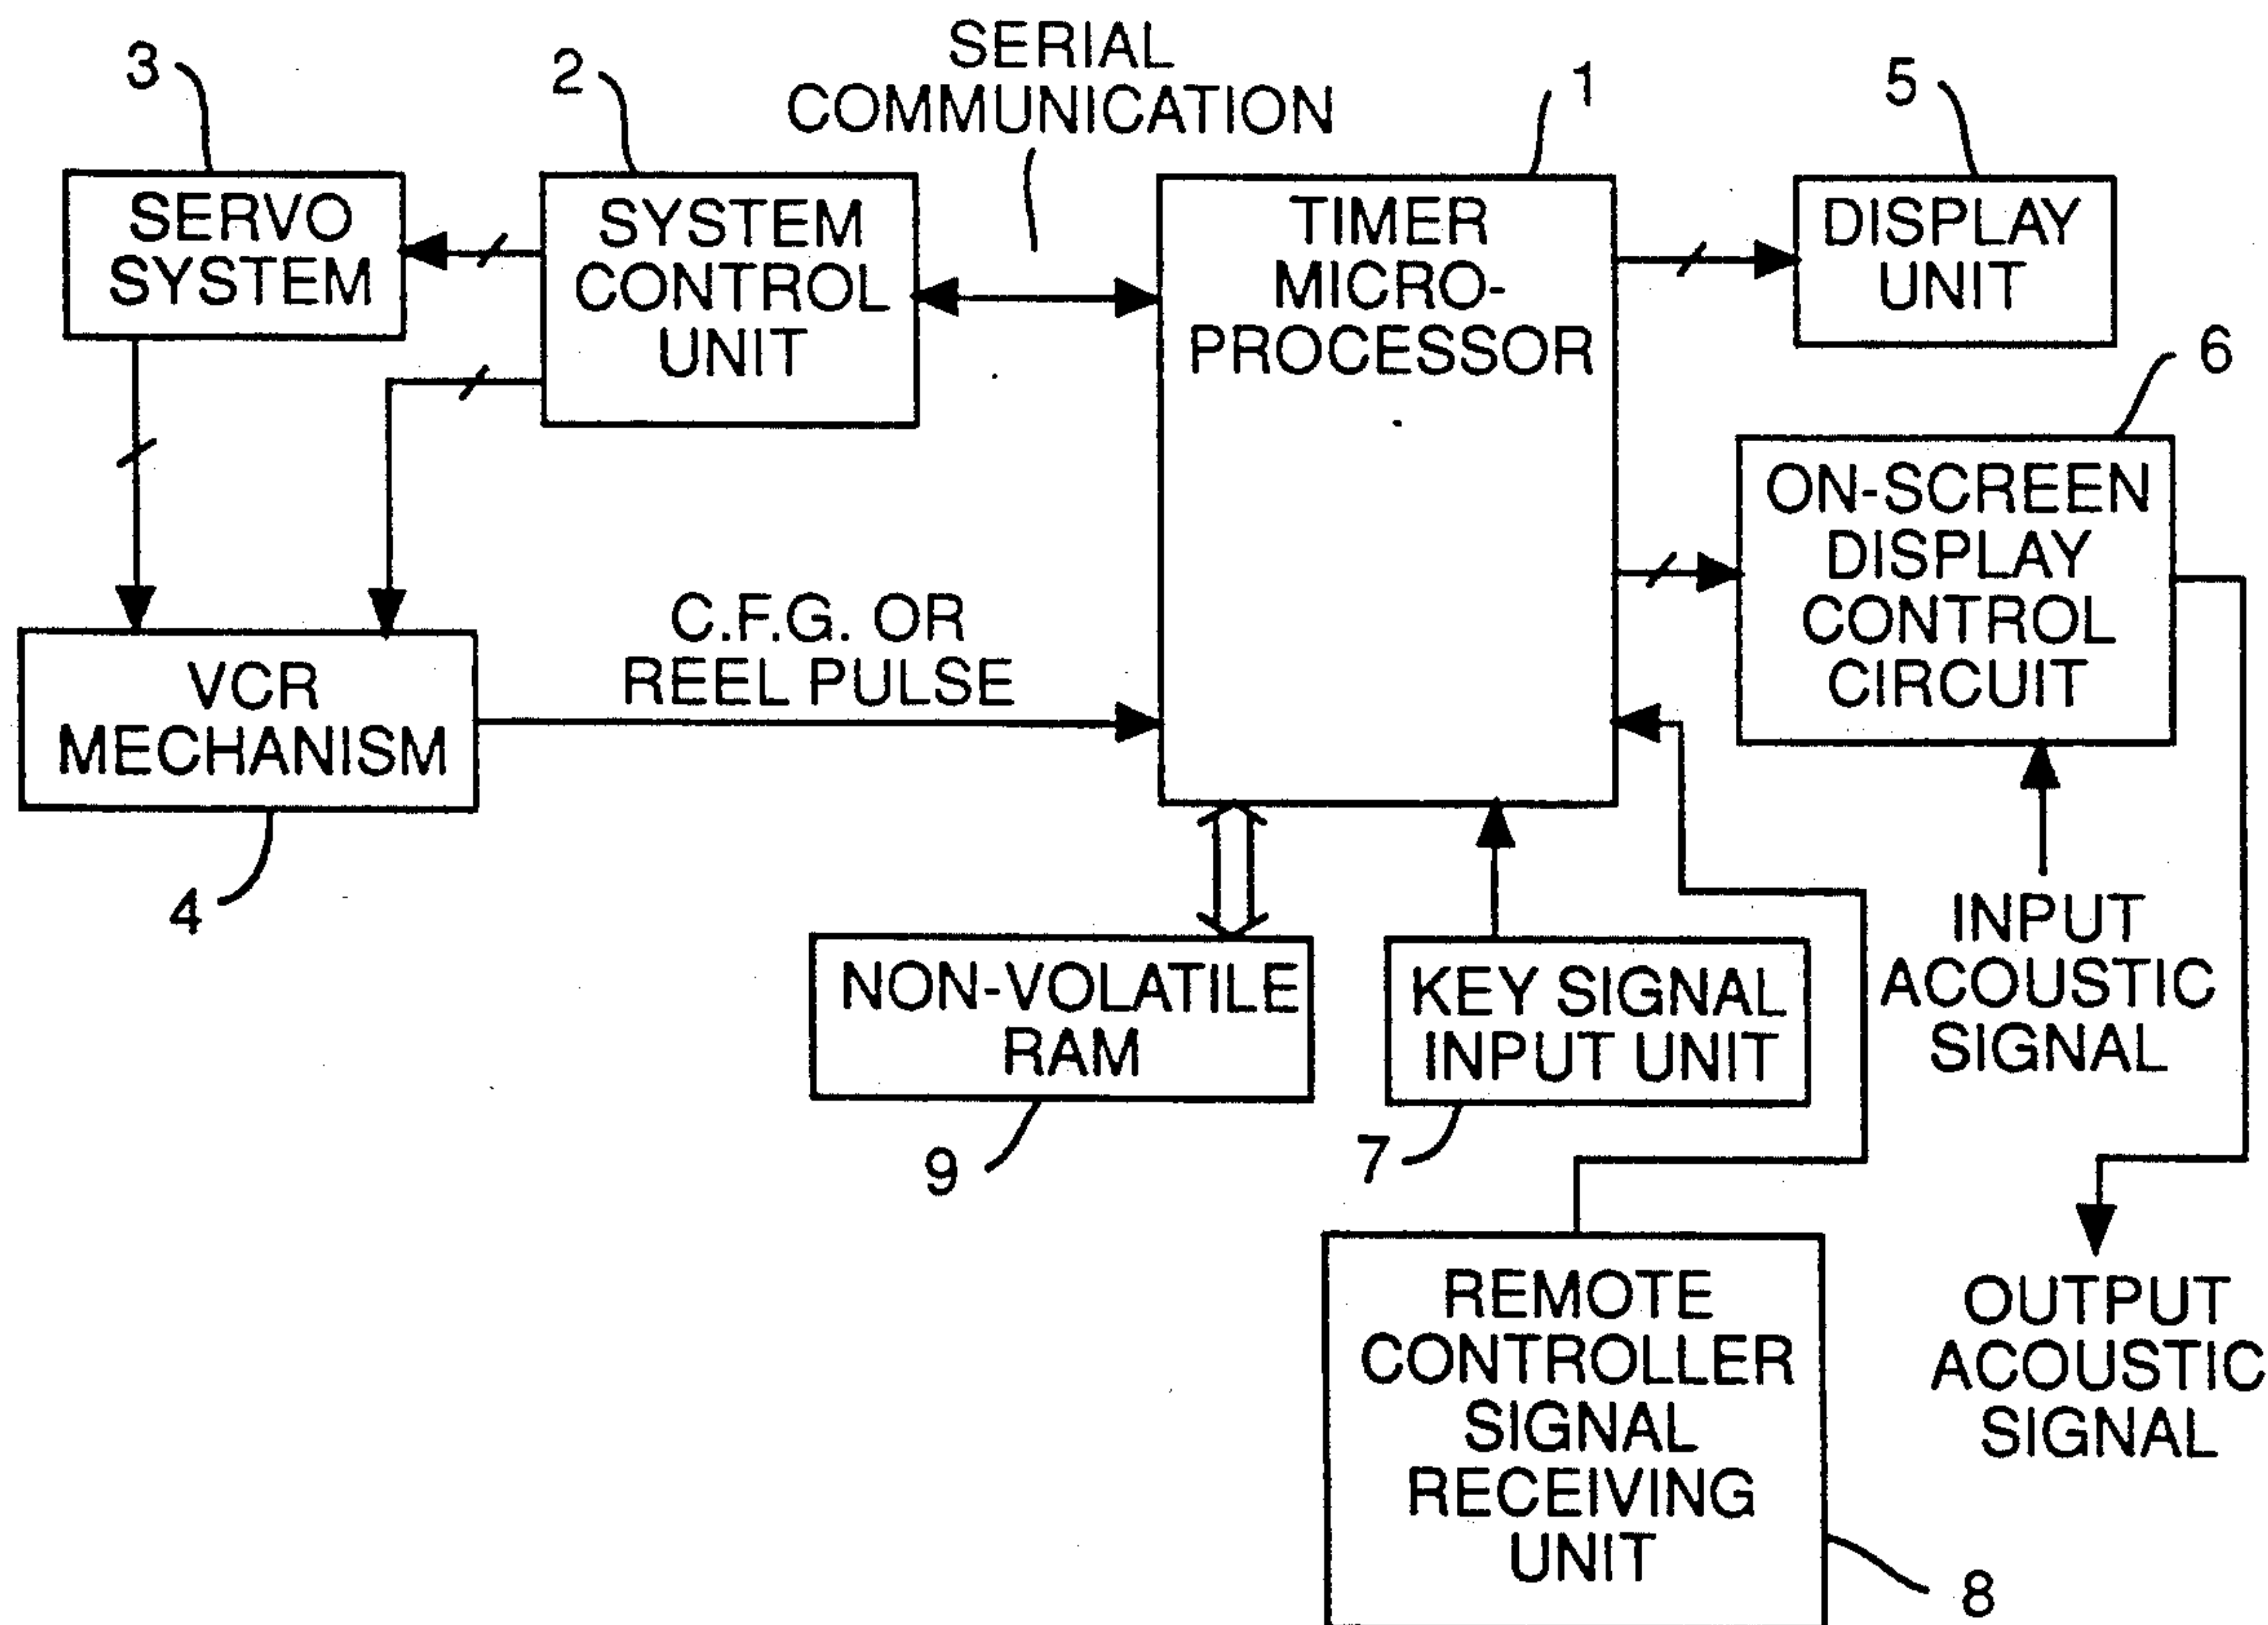 SERIAL
COMMUNICATION
3
2
1
5
SERVO
SYSTEM
SYSTEM
CONTROL
UNIT
TIMER
MICRO-
PROCESSOR
DISPLAY
UNIT
6
ON-SCREEN
DISPLAY
CONTROL
CIRCUIT
C.F.G. OR
REEL PULSE
VCR
MECHANISM
4
INPUT
ACOUSTIC
SIGNAL
NON-VOLATILE
RAM
KEY SIGNAL
INPUT UNIT
9
7
REMOTE
CONTROLLER
SIGNAL
RECEIVING
UNIT
OUTPUT
ACOUSTIC
SIGNAL
8